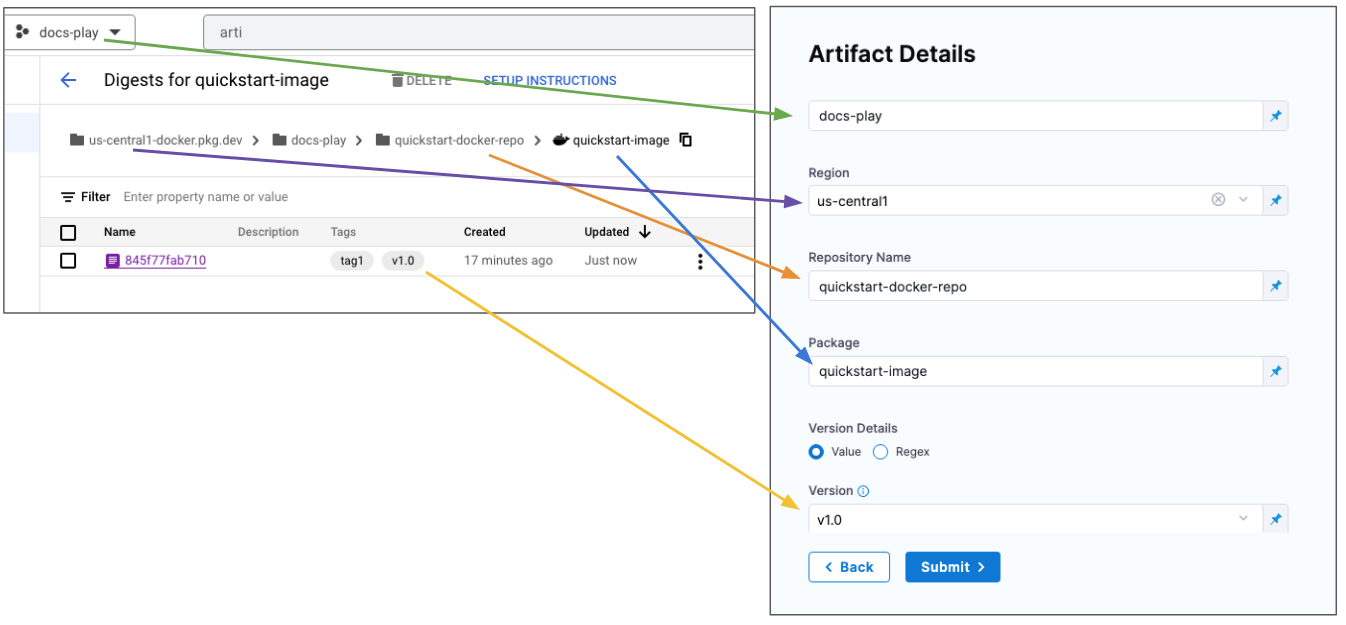 docs-play
arti
Digests for quickstart-image
DELETE
SETUP INSTRUCTIONS
us-central1-docker.pkg.dev > docs-play > quickstart-docker-repo > quickstart-image
Filter Enter property name or value
Name Description Tags Created Updated
845f77fab710 tag1 v1.0 17 minutes ago Just now
Artifact Details
docs-play
Region
us-central1
Repository Name
quickstart-docker-repo
Package
quickstart-image
Version Details
Value Regex
Version
v1.0
< Back Submit >